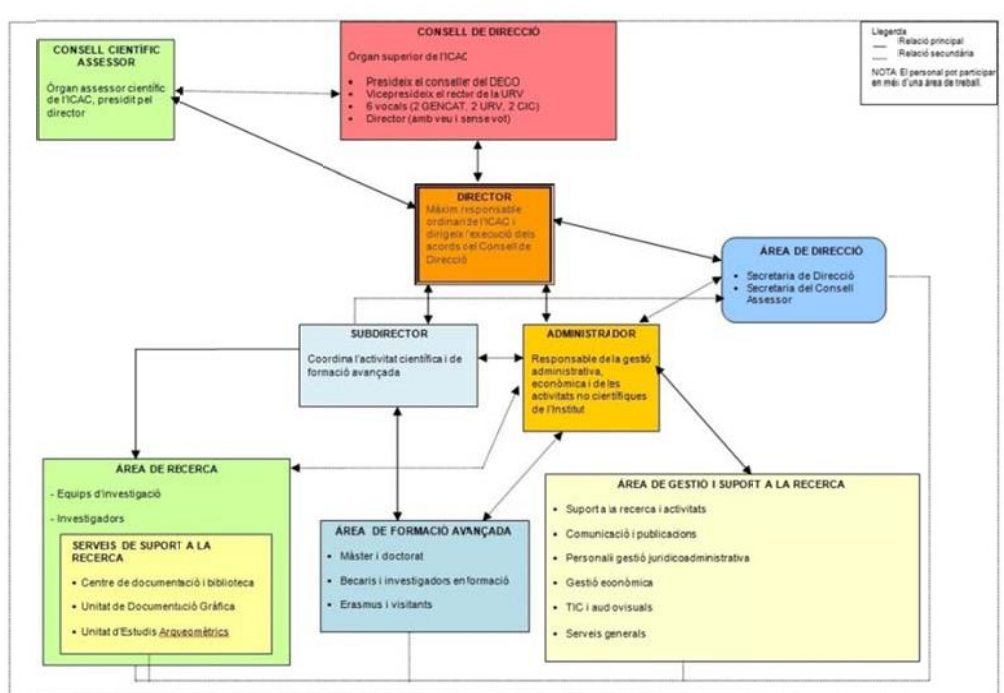 CONSELL CIENTÍFIC
ASSESSOR
Òrgan assessor científic
de l'ICAC, presidit pel
director
CONSELL DE DIRECCIÓ
Òrgan superior de l'ICAC
• Presideix el conseller del DECO
• Vicepresideix el rector de la URV
• 6 vocals (2 GENCAT, 2 URV, 2 CIC)
• Director (amb veu i sense vot)
Llegenda
Relació principal
Relació secundària
NOTA: El personal pot participar
en més d'una àrea de treball.
DIRECTOR
Màxim responsable
ordinari de l'ICAC i
dirigeix l'execució dels
acords del Consell de
Direcció
ÀREA DE DIRECCIÓ
• Secretaria de Direcció
• Secretaria del Consell
Assessor
SUBDIRECTOR
Coordina l'activitat científica i de
formació avançada
ADMINISTRADOR
Responsable de la gestió
administrativa,
econòmica i de les
activitats no científiques
de l'Institut
ÀREA DE RECERCA
- Equips d'investigació
- Investigadors
SERVEIS DE SUPORT A LA
RECERCA
• Centre de documentació i biblioteca
• Unitat de Documentació Gràfica
• Unitat d'Estudis Arqueomètrics
ÀREA DE FORMACIÓ AVANÇADA
• Màster i doctorat
• Becaris i investigadors en formació
• Erasmus i visitants
ÀREA DE GESTIÓ I SUPORT A LA RECERCA
• Suport a la recerca i activitats
• Comunicació i publicacions
• Personal i gestió juridicoadministrativa
• Gestió econòmica
• TIC i audiovisuals
• Serveis generals